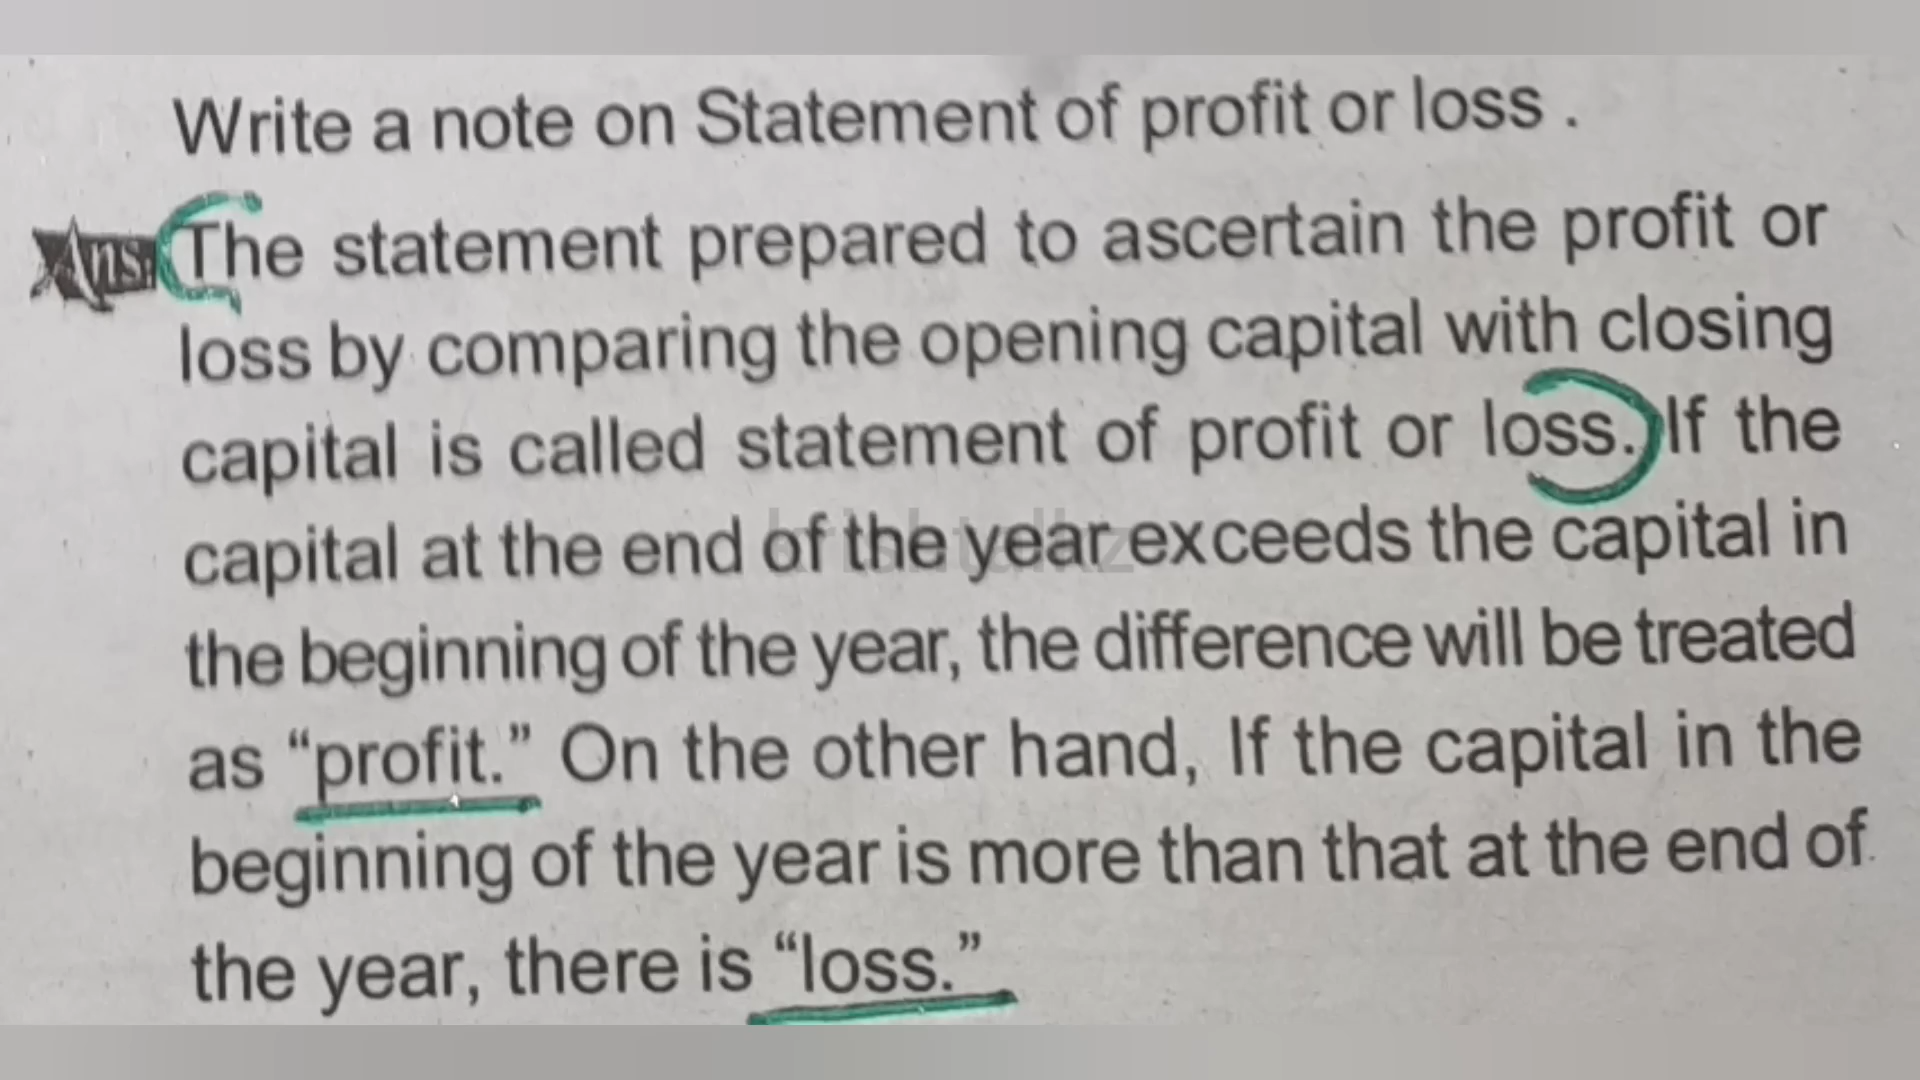 Write a note on Statement of profit or loss .
Ans. The statement prepared to ascertain the profit or
loss by comparing the opening capital with closing
capital is called statement of profit or loss. If the
capital at the end of the year exceeds the capital in
krishtalkz
the beginning of the year, the difference will be treated
as “profit.” On the other hand, If the capital in the
beginning of the year is more than that at the end of
the year, there is “loss.”